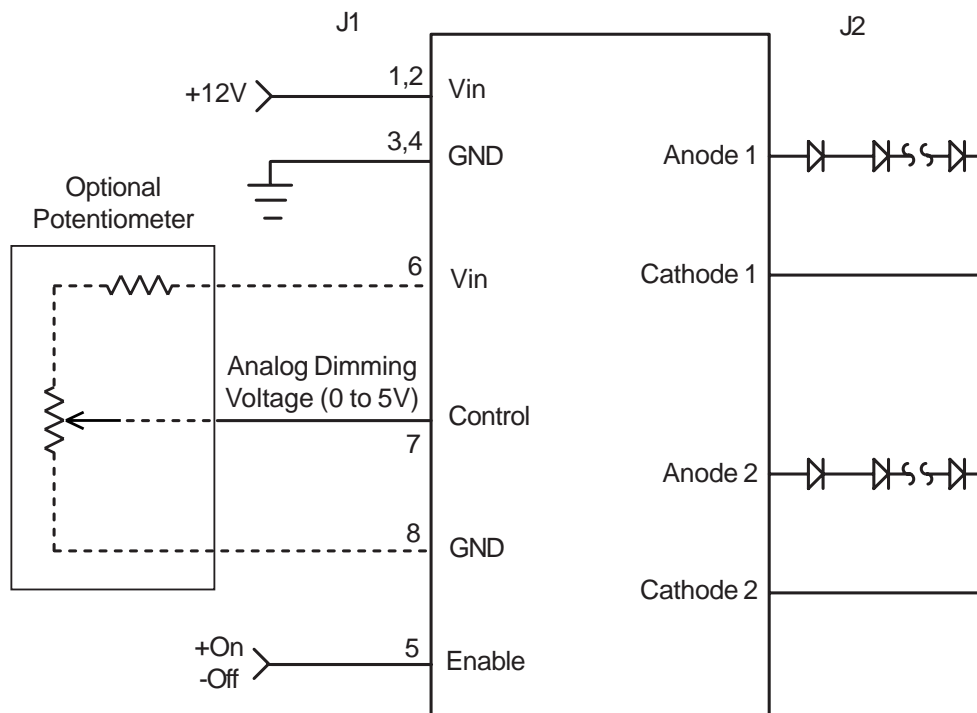 J1
J2
+12V
1,2
Vin
3,4
GND
Anode 1
Optional
Potentiometer
6
Vin
Cathode 1
Analog Dimming
Voltage (0 to 5V)
Control
7
Anode 2
8
GND
Cathode 2
+On
-Off
5
Enable